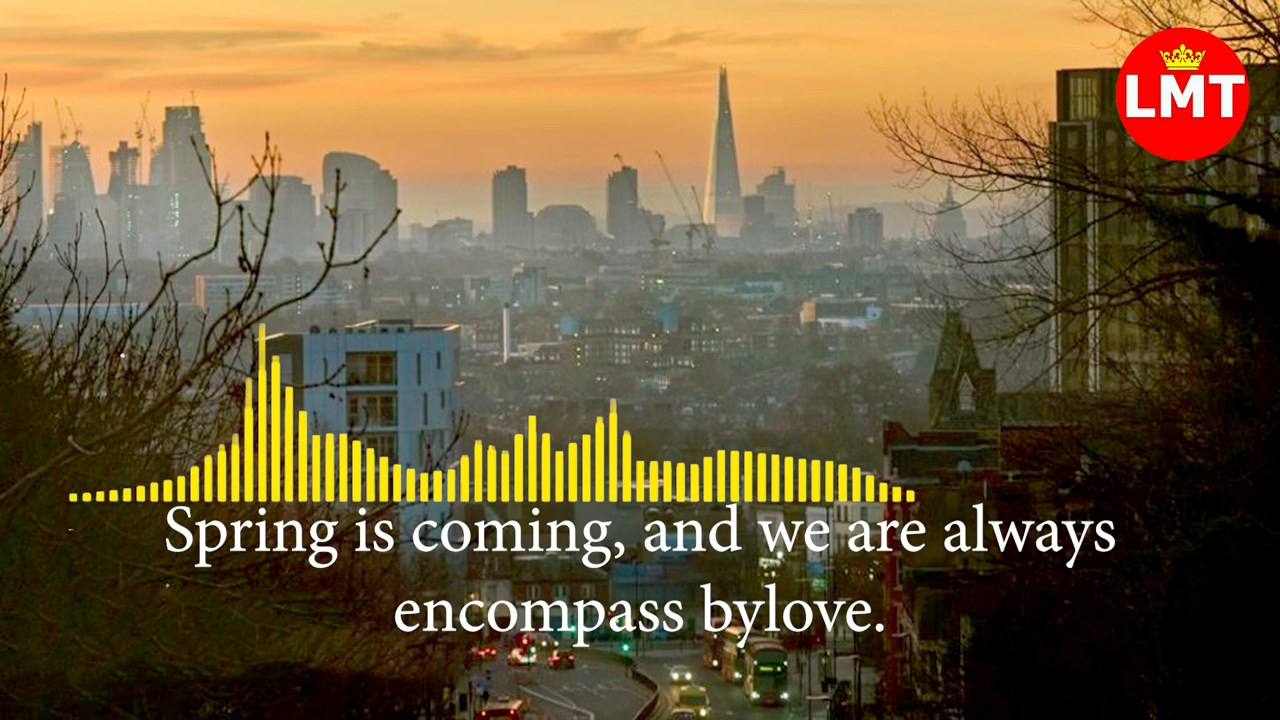 LMT
Spring is coming, and we are always
encompass bylove.